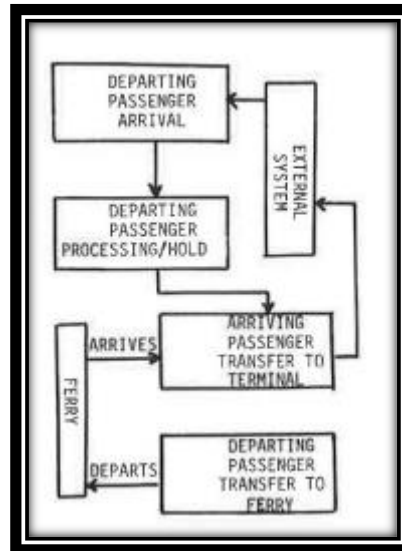 DEPARTING
PASSENGER
ARRIVAL
EXTERNAL
SYSTEM
DEPARTING
PASSENGER
PROCESSING/HOLD
ARRIVING
PASSENGER
TRANSFER TO
TERMINAL
ARRIVES
FERRY
DEPARTS
DEPARTING
PASSENGER
TRANSFER TO
FERRY